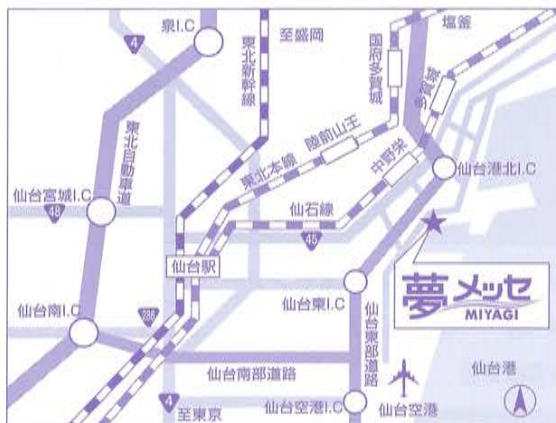 泉I.C
4
至盛岡
塩釜
東北新幹線
国府多賀城
多賀城
東北自動車道
東北本線
陸前山王
中野栄
仙台港北I.C
仙台宮城I.C
48
仙石線
45
仙台駅
夢メッセ
MIYAGI
仙台東I.C
仙台南I.C
286
仙台東部道路
仙台南部道路
仙台港
4
至東京
仙台空港I.C
仙台空港